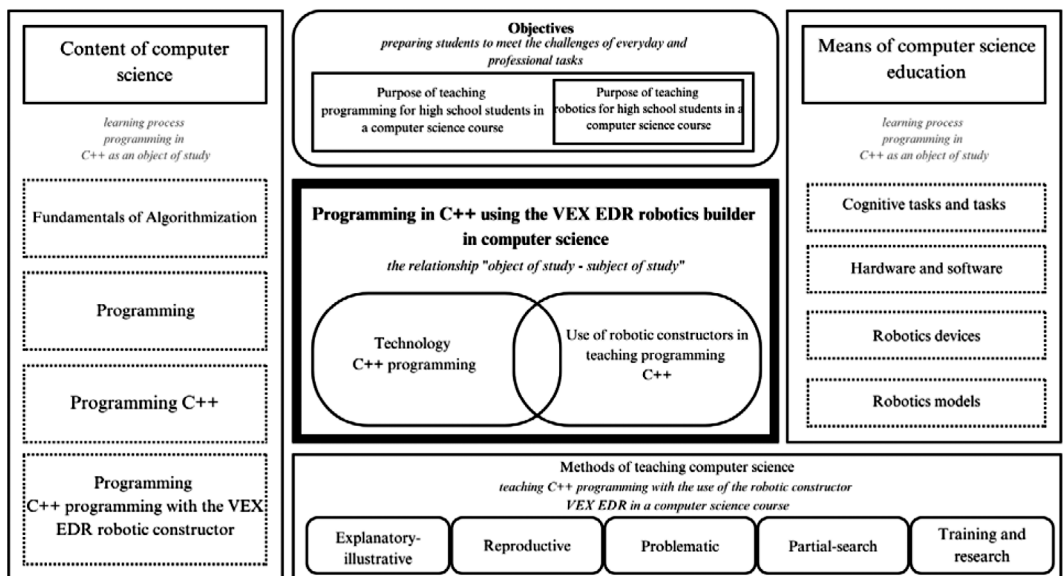 Content of computer
science
learning process
programming in
C++ as an object of study
Fundamentals of Algorithmization
Programming
Programming C++
Programming
C++ programming with the VEX
EDR robotic constructor
Objectives
preparing students to meet the challenges of everyday and
professional tasks
Purpose of teaching
programming for high school students in
a computer science course
Purpose of teaching
robotics for high school students in a
computer science course
Programming in C++ using the VEX EDR robotics builder
in computer science
the relationship "object of study - subject of study"
Technology
C++ programming
Use of robotic constructors in
teaching programming
C++
Means of computer science
education
learning process
programming in
C++ as an object of study
Cognitive tasks and tasks
Hardware and software
Robotics devices
Robotics models
Methods of teaching computer science
teaching C++ programming with the use of the robotic constructor
VEX EDR in a computer science course
Explanatory-
illustrative
Reproductive
Problematic
Partial-search
Training and
research